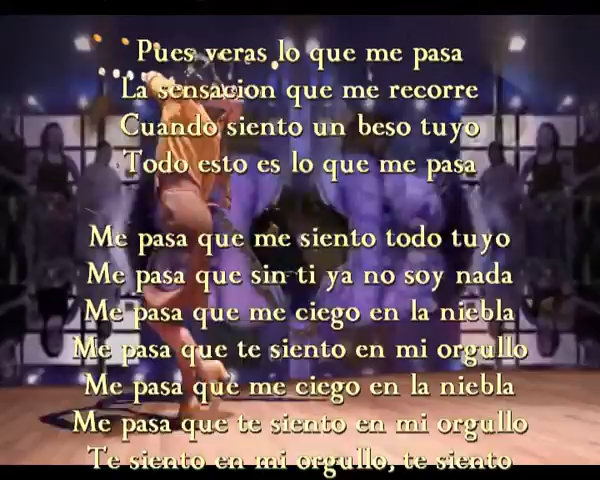 Pues veras lo que me pasa
La sensacion que me recorre
Cuando siento un beso tuyo
Todo esto es lo que me pasa
Me pasa que me siento todo tuyo
Me pasa que sin ti ya no soy nada
Me pasa que me ciego en la niebla
Me pasa que te siento en mi orgullo
Me pasa que me ciego en la niebla
Me pasa que te siento en mi orgullo
Te siento en mi orgullo, te siento